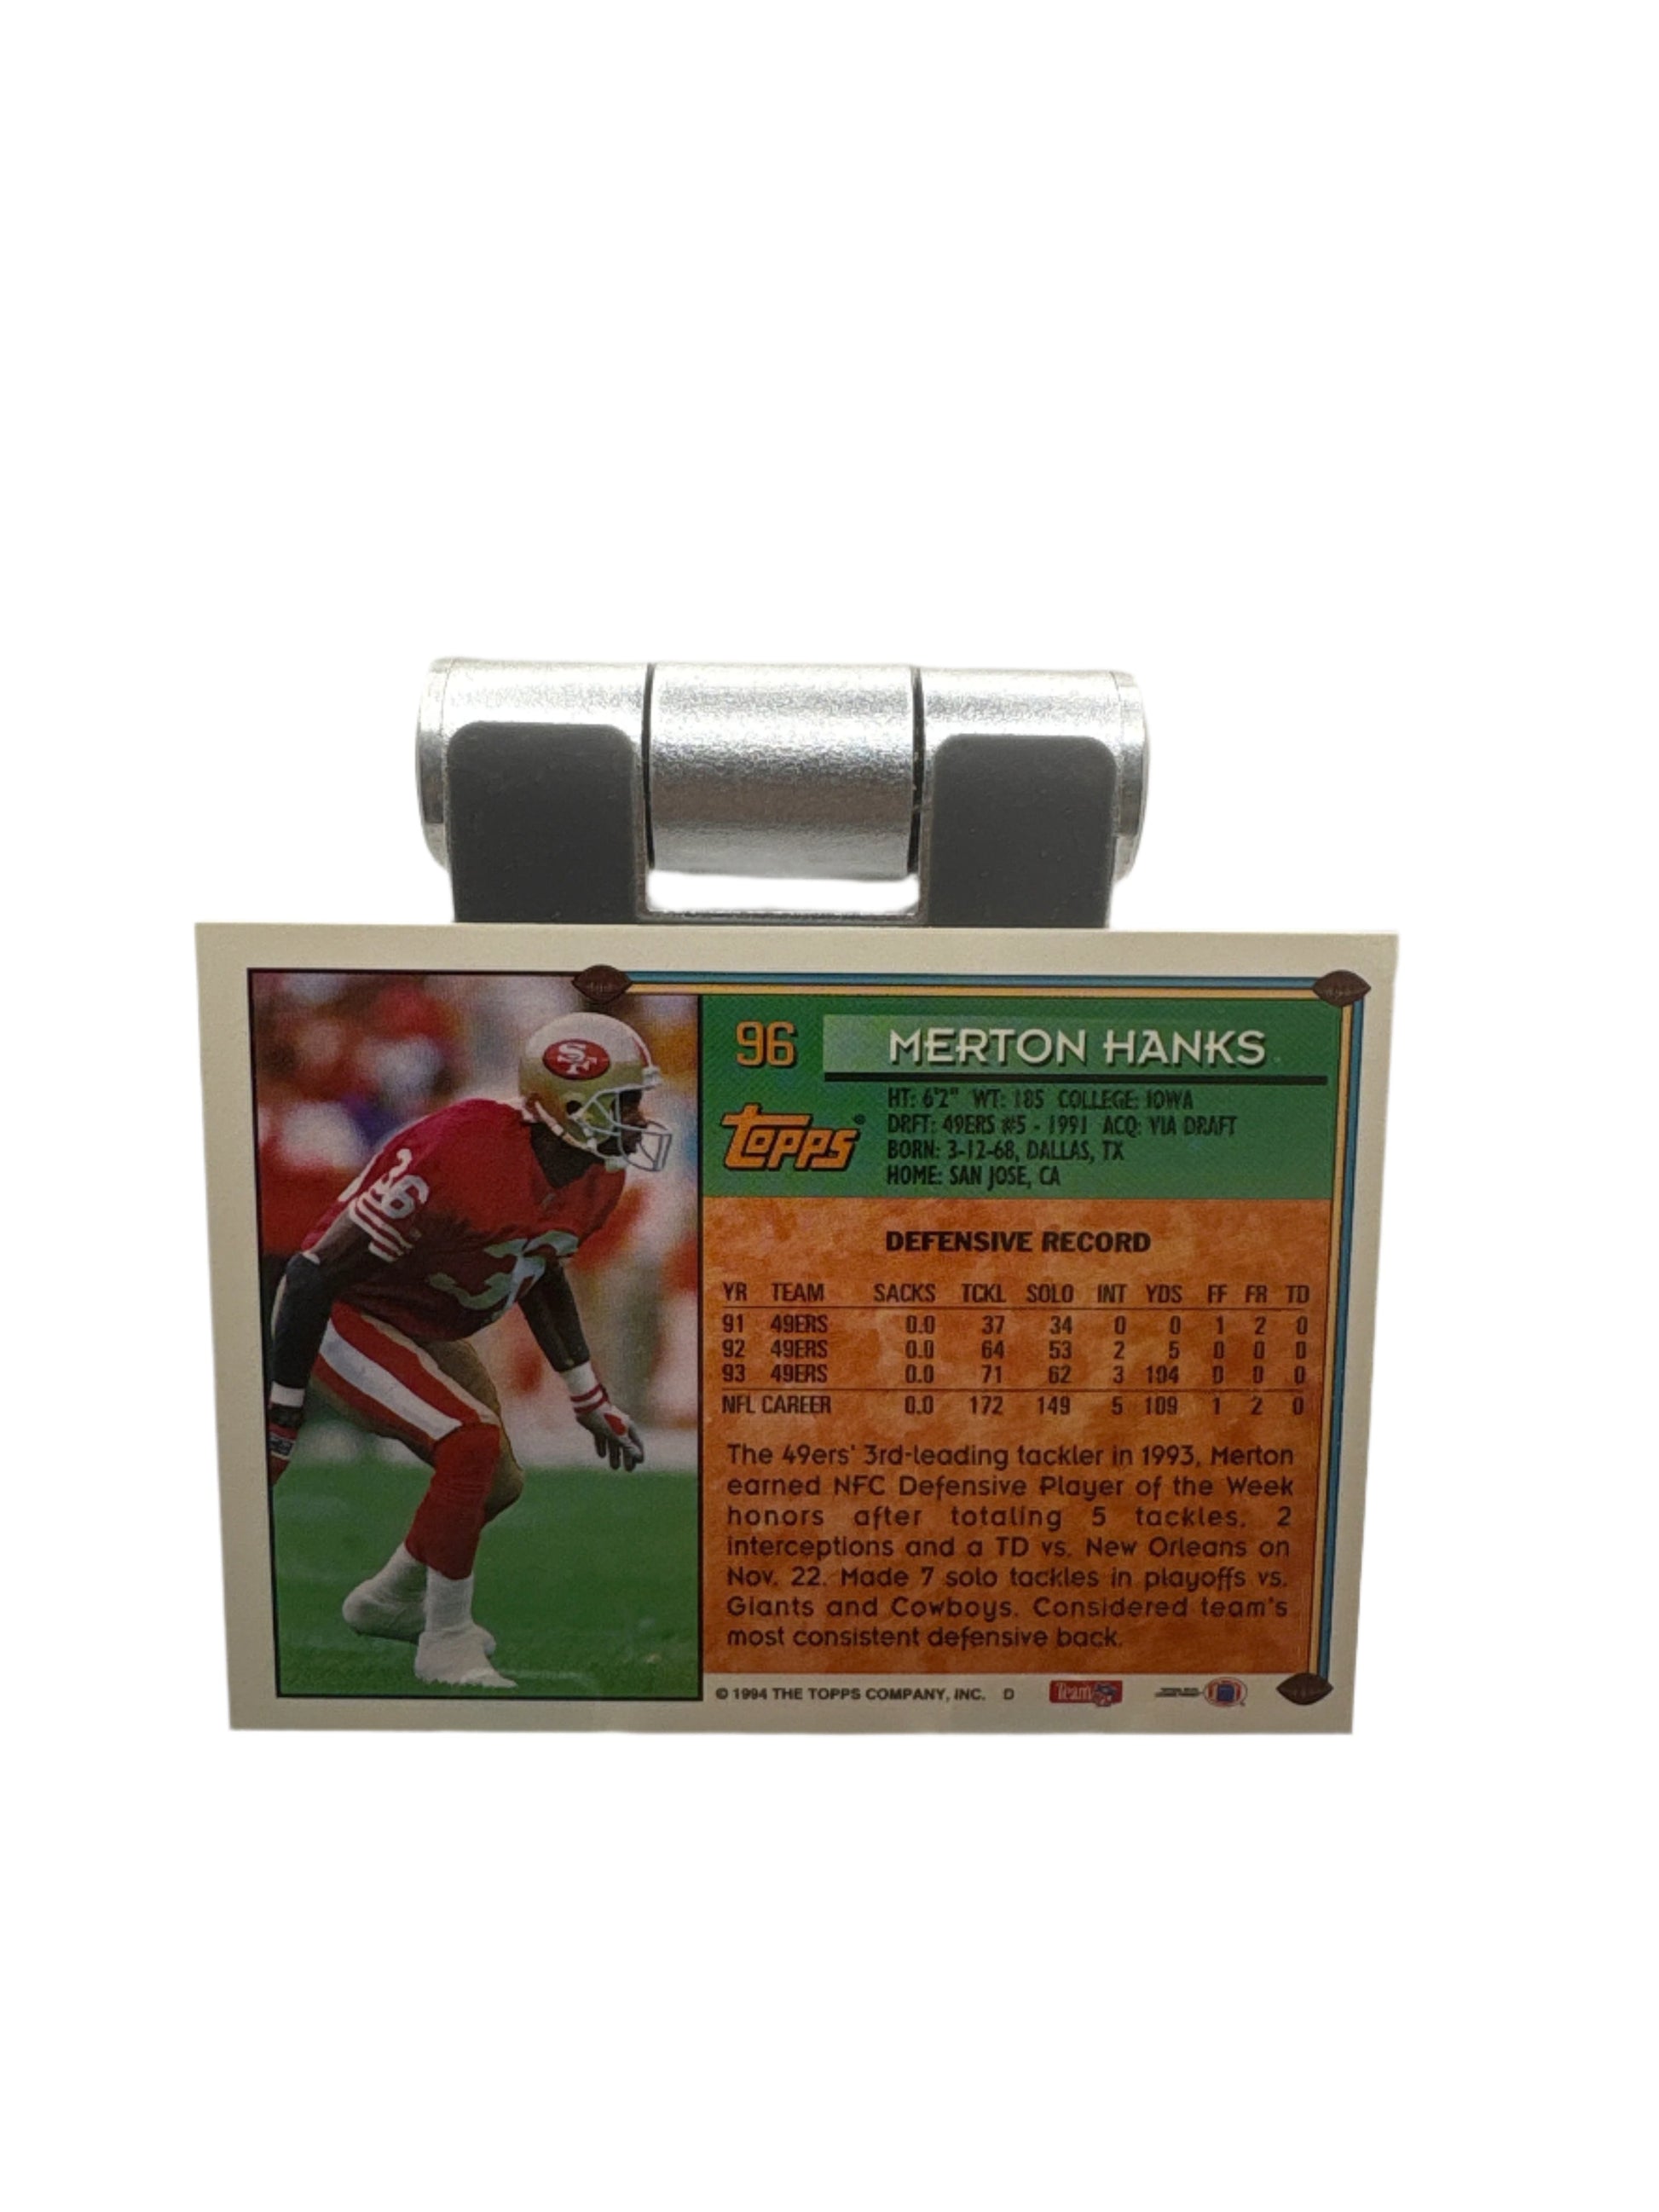 96 MERTON HANKS
Topps®
HT: 6'2" WT: 185 COLLEGE: IOWA
DRFT: 49ERS #5 - 1991 ACQ: VIA DRAFT
BORN: 3-12-68, DALLAS, TX
HOME: SAN JOSE, CA
DEFENSIVE RECORD
YR TEAM SACKS TCKL SOLO INT YDS FF FR TD
91 49ERS 0.0 37 34 0 0 1 2 0
92 49ERS 0.0 64 53 2 5 0 0 0
93 49ERS 0.0 71 62 3 104 0 0 0
NFL CAREER 0.0 172 149 5 109 1 2 0
The 49ers' 3rd-leading tackler in 1993, Merton
earned NFC Defensive Player of the Week
honors after totaling 5 tackles, 2
interceptions and a TD vs. New Orleans on
Nov. 22. Made 7 solo tackles in playoffs vs.
Giants and Cowboys. Considered team's
most consistent defensive back.
© 1994 THE TOPPS COMPANY, INC. D Team
SF
36
36